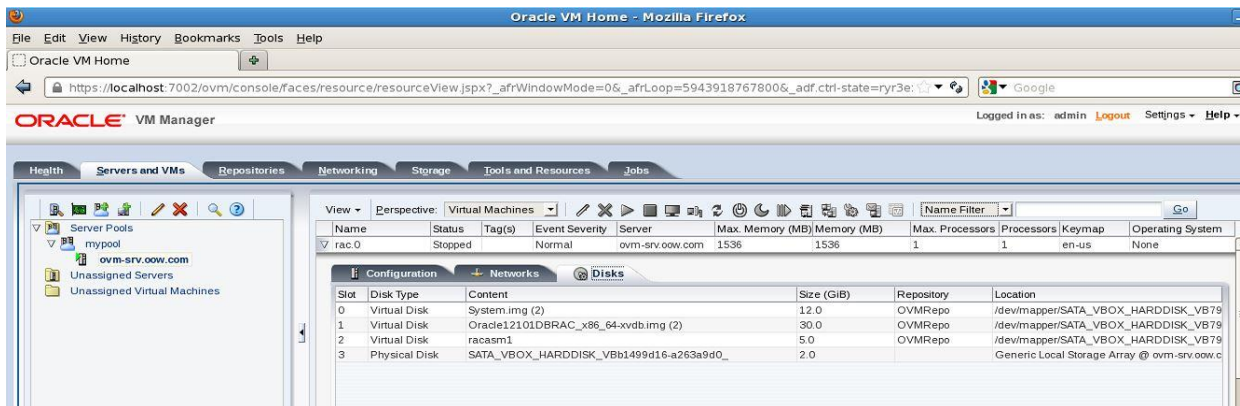 Oracle VM Home - Mozilla Firefox
File Edit View History Bookmarks Tools Help
Oracle VM Home
https://localhost:7002/ovm/console/faces/resource/resourceView.jspx?_afrWindowMode=0&_afrLoop=5943918767800&_adf.ctrl-state=ryr3e: Google
ORACLE VM Manager Logged in as: admin Logout Settings Help
Health Servers and VMs Repositories Networking Storage Tools and Resources Jobs
View Perspective: Virtual Machines Name Filter Go
Server Pools
mypool
ovm-srv.oow.com
Unassigned Servers
Unassigned Virtual Machines
Name Status Tag(s) Event Severity Server Max. Memory (MB) Memory (MB) Max. Processors Processors Keymap Operating System
rac.0 Stopped Normal ovm-srv.oow.com 1536 1536 1 1 en-us None
Configuration Networks Disks
Slot Disk Type Content Size (GiB) Repository Location
0 Virtual Disk System.img (2) 12.0 OVMRepo /dev/mapper/SATA_VBOX_HARDDISK_VB79
1 Virtual Disk Oracle12101DBRAC_x86_64-xvdb.img (2) 30.0 OVMRepo /dev/mapper/SATA_VBOX_HARDDISK_VB79
2 Virtual Disk racasm1 5.0 OVMRepo /dev/mapper/SATA_VBOX_HARDDISK_VB79
3 Physical Disk SATA_VBOX_HARDDISK_VBb1499d16-a263a9d0_ 2.0 Generic Local Storage Array @ ovm-srv.oow.c